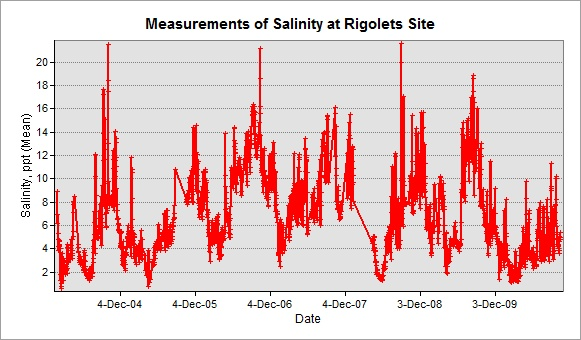 Measurements of Salinity at Rigolets Site
Salinity, ppt (Mean)
20
18
16
14
12
10
8
6
4
2
4-Dec-04
4-Dec-05
4-Dec-06
4-Dec-07
3-Dec-08
3-Dec-09
Date